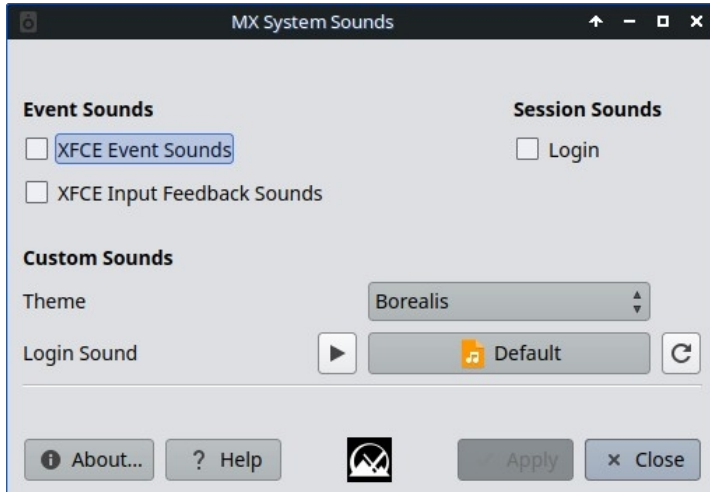 MX System Sounds
Event Sounds
Session Sounds
XFCE Event Sounds
Login
XFCE Input Feedback Sounds
Custom Sounds
Theme
Borealis
Login Sound
Default
About...
? Help
Apply
Close